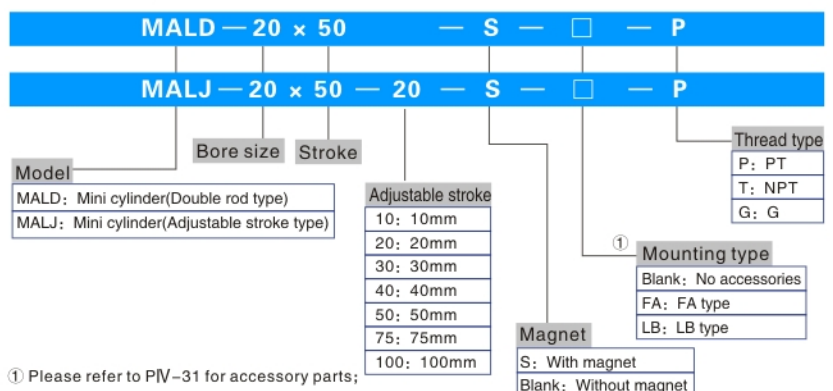 MALD — 20 × 50 — S — □ — P
MALJ — 20 × 50 — 20 — S — □ — P
Bore size
Stroke
Model
MALD: Mini cylinder(Double rod type)
MALJ: Mini cylinder(Adjustable stroke type)
Adjustable stroke
10: 10mm
20: 20mm
30: 30mm
40: 40mm
50: 50mm
75: 75mm
100: 100mm
Magnet
S: With magnet
Blank: Without magnet
① Mounting type
Blank: No accessories
FA: FA type
LB: LB type
Thread type
P: PT
T: NPT
G: G
① Please refer to PⅣ-31 for accessory parts;